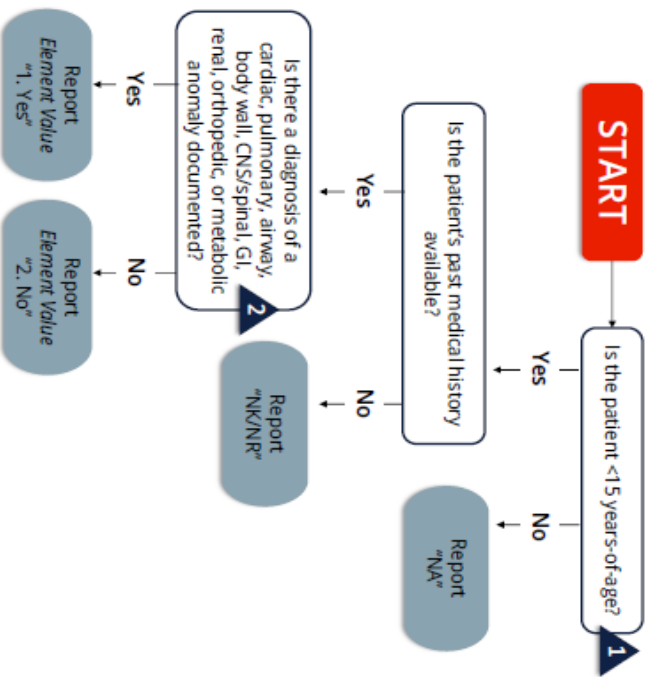 START
Is the patient <15 years-of-age?
1
Yes
No
Report
"NA"
Is the patient's past medical history
available?
Yes
No
Report
"NK/NR"
Is there a diagnosis of a
cardiac, pulmonary, airway,
body wall, CNS/spinal, GI,
renal, orthopedic, or metabolic
anomaly documented?
2
Yes
No
Report
Element Value
"1. Yes"
Report
Element Value
"2. No"